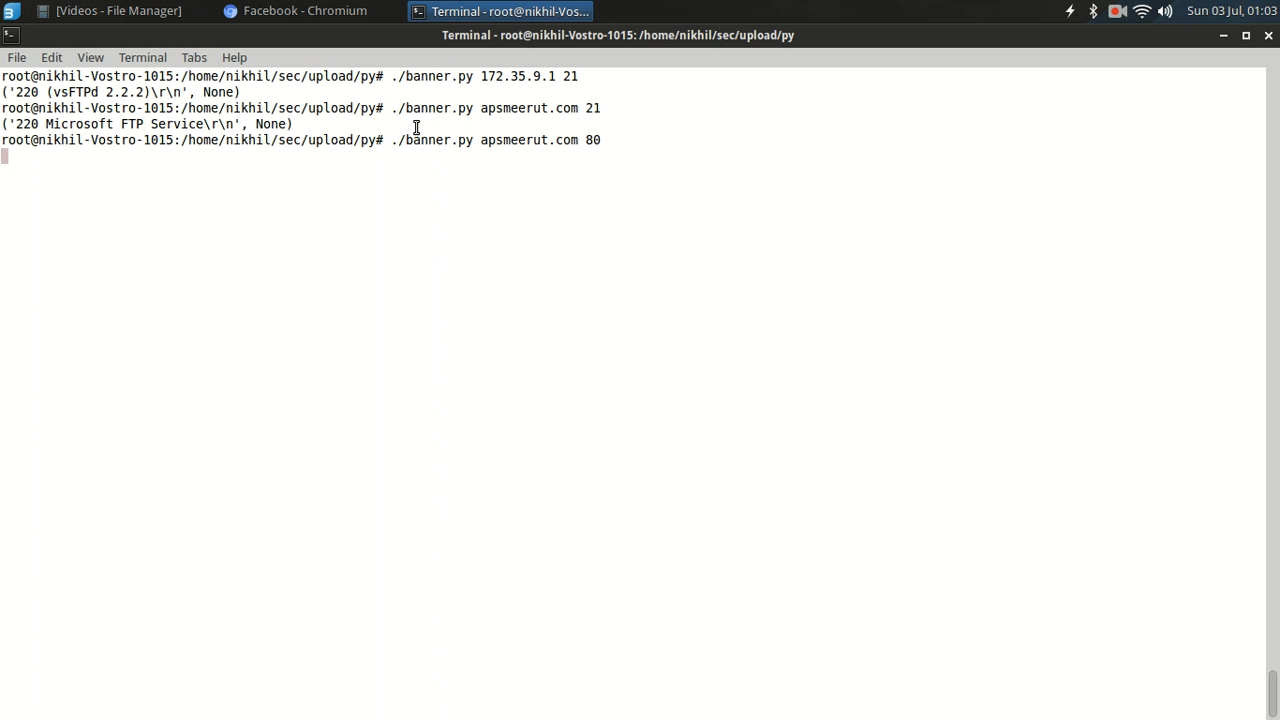 [Videos - File Manager] Facebook - Chromium Terminal - root@nikhil-Vos... Sun 03 Jul, 01:03
Terminal - root@nikhil-Vostro-1015: /home/nikhil/sec/upload/py
File Edit View Terminal Tabs Help
root@nikhil-Vostro-1015:/home/nikhil/sec/upload/py# ./banner.py 172.35.9.1 21
('220 (vsFTPd 2.2.2)\r\n', None)
root@nikhil-Vostro-1015:/home/nikhil/sec/upload/py# ./banner.py apsmeerut.com 21
('220 Microsoft FTP Service\r\n', None)
root@nikhil-Vostro-1015:/home/nikhil/sec/upload/py# ./banner.py apsmeerut.com 80